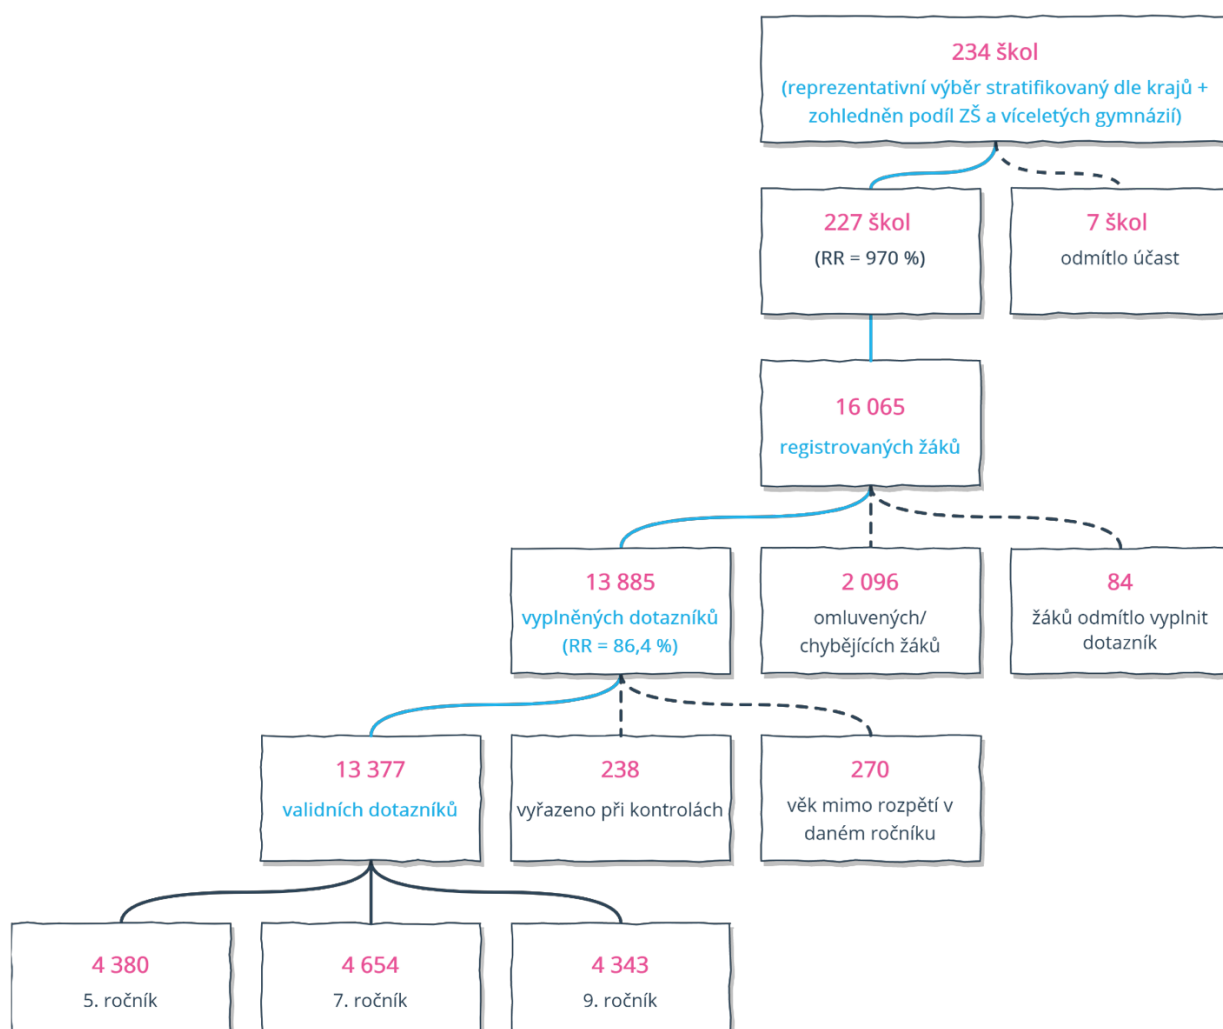 234 škol
(reprezentativní výběr stratifikovaný dle krajů +
zohledněn podíl ZŠ a víceletých gymnázií)
227 škol
(RR = 970 %)
7 škol
odmítlo účast
16 065
registrovaných žáků
13 885
vyplněných dotazníků
(RR = 86,4 %)
2 096
omluvených/
chybějících žáků
84
žáků odmítlo vyplnit
dotazník
13 377
validních dotazníků
238
vyřazeno při kontrolách
270
věk mimo rozpětí v
daném ročníku
4 380
5. ročník
4 654
7. ročník
4 343
9. ročník